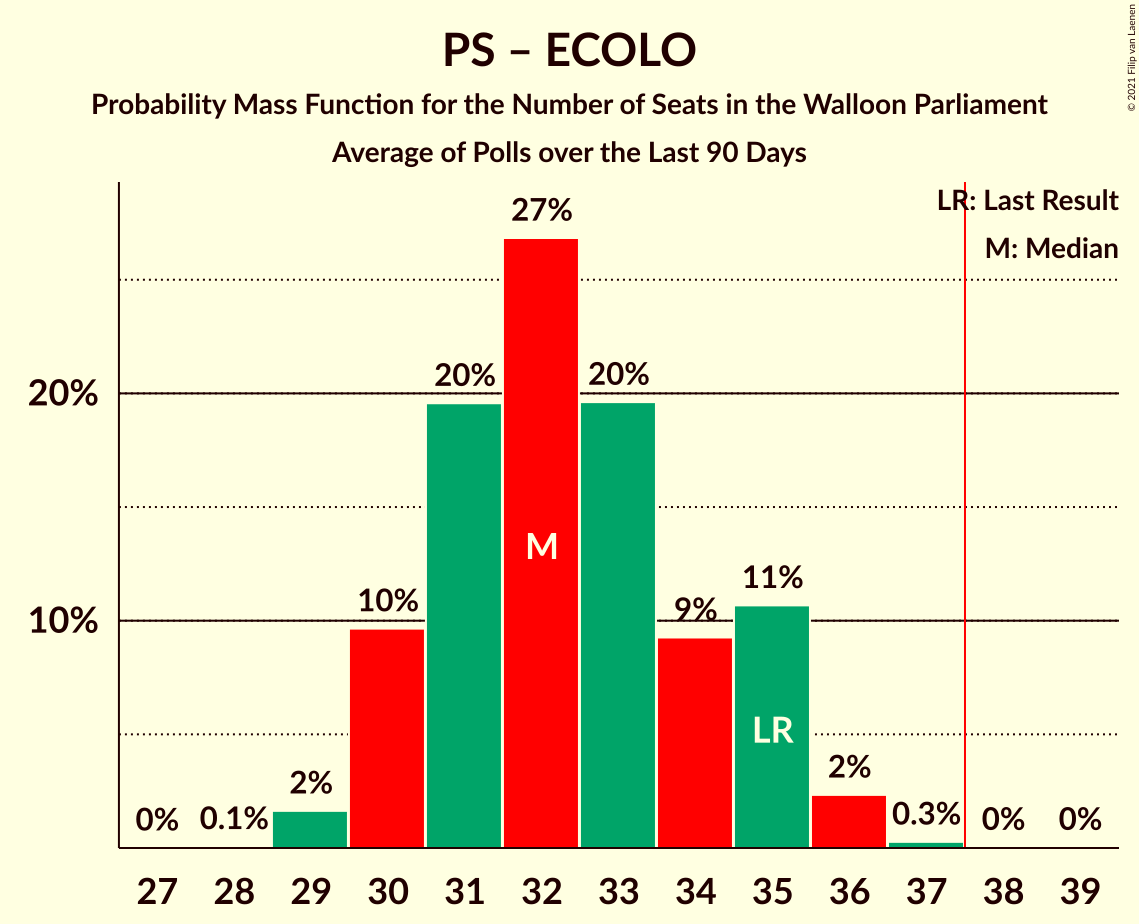 PS – ECOLO
Probability Mass Function for the Number of Seats in the Walloon Parliament
Average of Polls over the Last 90 Days
© 2021 Filip van Laenen
LR: Last Result
M: Median
27%
20%
20%
20%
M
11%
10%
9%
10%
LR
2%
2%
0%
0.1%
0.3%
0%
0%
27 28 29 30 31 32 33 34 35 36 37 38 39